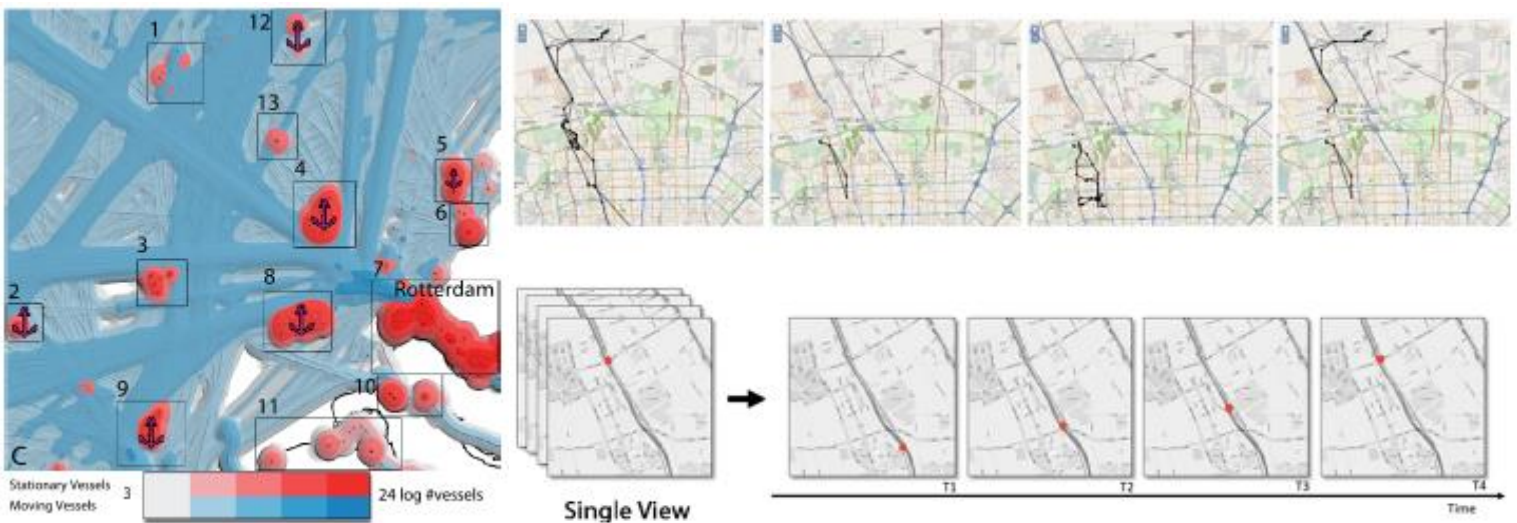 1
12
13
4
5
6
3
2
8
7
Rotterdam
9
10
11
C
Stationary Vessels
Moving Vessels
3
24 log #vessels
Single View
T1
T2
T3
T4
Time